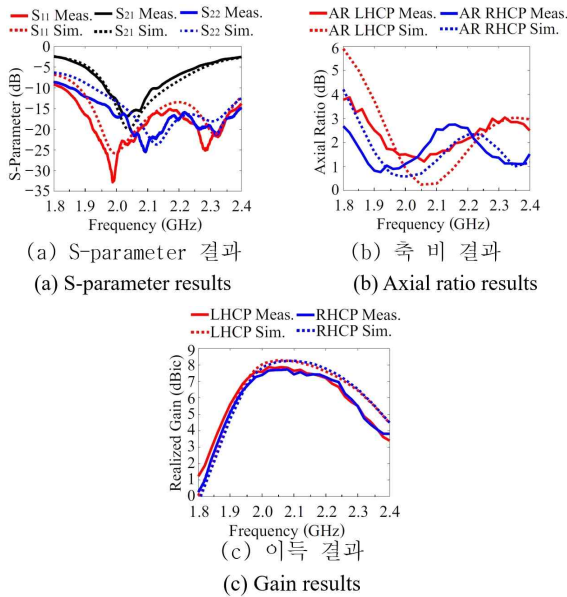 S11 Meas. S21 Meas. S22 Meas.
S11 Sim. S21 Sim. S22 Sim.
S-Parameter (dB)
0
−5
−10
−15
−20
−25
−30
−35
1.8 1.9 2.0 2.1 2.2 2.3 2.4
Frequency (GHz)
(a) S-parameter 결과
(a) S-parameter results
AR LHCP Meas. AR RHCP Meas.
AR LHCP Sim. AR RHCP Sim.
Axial Ratio (dB)
6
5
4
3
2
1
0
1.8 1.9 2.0 2.1 2.2 2.3 2.4
Frequency (GHz)
(b) 축 비 결과
(b) Axial ratio results
LHCP Meas. RHCP Meas.
LHCP Sim. RHCP Sim.
Realized Gain (dBic)
9
8
7
6
5
4
3
2
1
0
1.8 1.9 2.0 2.1 2.2 2.3 2.4
Frequency (GHz)
(c) 이득 결과
(c) Gain results